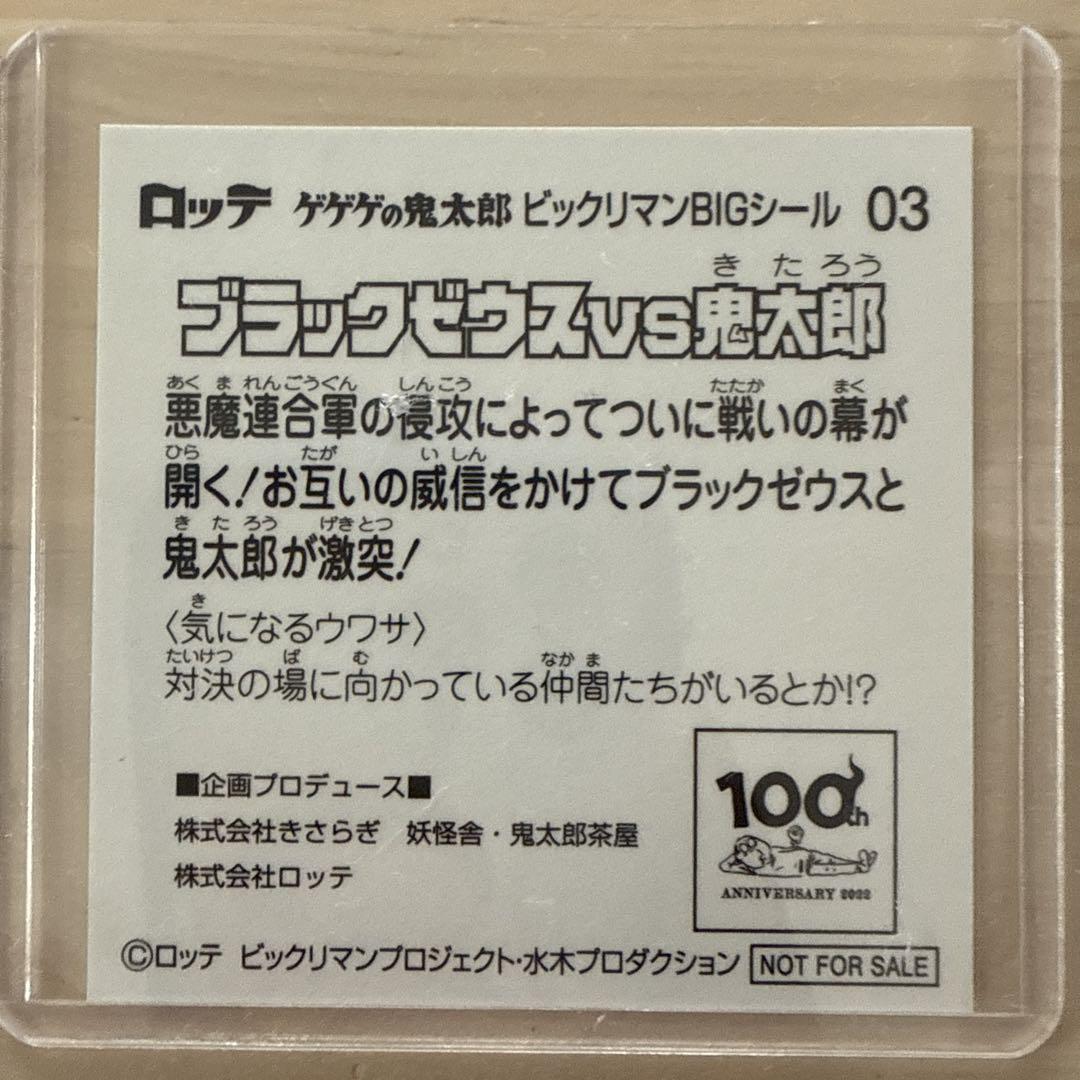 ロッテ ゲゲゲの鬼太郎 ビックリマンBIGシール 03
きたろう
ブラックゼウスvs鬼太郎
あくまれんごうぐん しんこう たたか まく
悪魔連合軍の侵攻によってついに戦いの幕が
ひら たが いしん
開く!お互いの威信をかけてブラックゼウスと
きたろう げきとつ
鬼太郎が激突!
き
〈気になるウワサ〉
たいけつ ば む なかま
対決の場に向かっている仲間たちがいるとか!?
■企画プロデュース■
株式会社きさらぎ 妖怪舎・鬼太郎茶屋
株式会社ロッテ
100th
ANNIVERSARY 2022
©ロッテ ビックリマンプロジェクト・水木プロダクション NOT FOR SALE